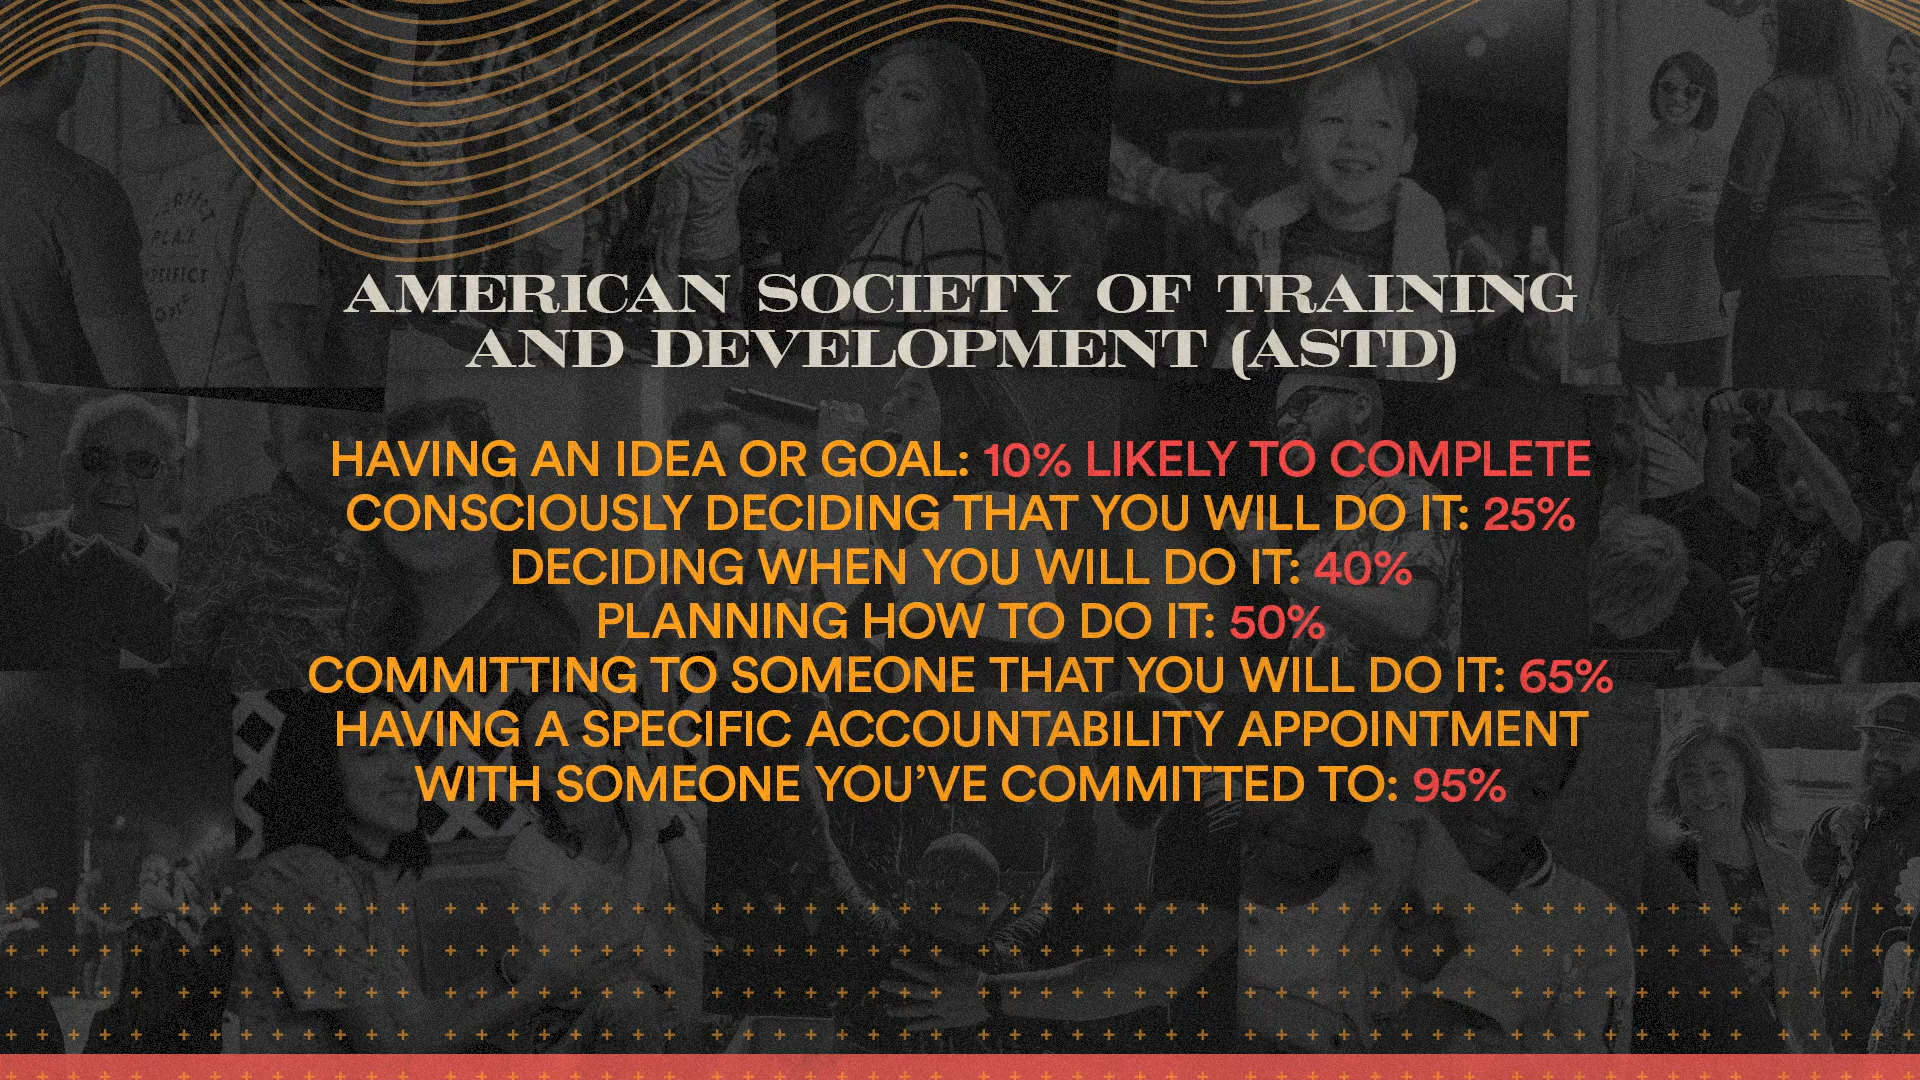 AMERICAN SOCIETY OF TRAINING
AND DEVELOPMENT (ASTD)
HAVING AN IDEA OR GOAL: 10% LIKELY TO COMPLETE
CONSCIOUSLY DECIDING THAT YOU WILL DO IT: 25%
DECIDING WHEN YOU WILL DO IT: 40%
PLANNING HOW TO DO IT: 50%
COMMITTING TO SOMEONE THAT YOU WILL DO IT: 65%
HAVING A SPECIFIC ACCOUNTABILITY APPOINTMENT
WITH SOMEONE YOU’VE COMMITTED TO: 95%